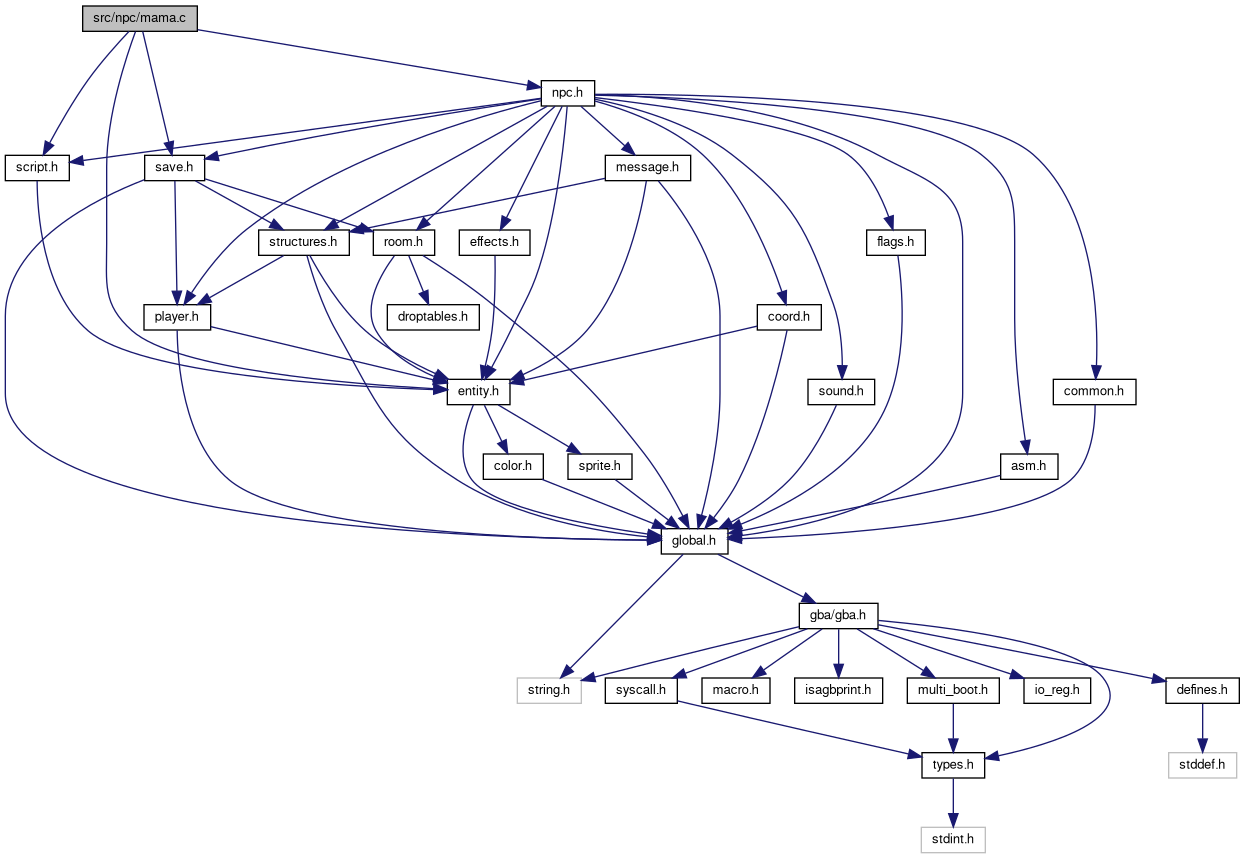 src/npc/mama.c
npc.h
script.h
save.h
message.h
structures.h
room.h
effects.h
flags.h
player.h
droptables.h
coord.h
entity.h
sound.h
common.h
color.h
sprite.h
asm.h
global.h
gba/gba.h
string.h
syscall.h
macro.h
isagbprint.h
multi_boot.h
io_reg.h
defines.h
types.h
stddef.h
stdint.h